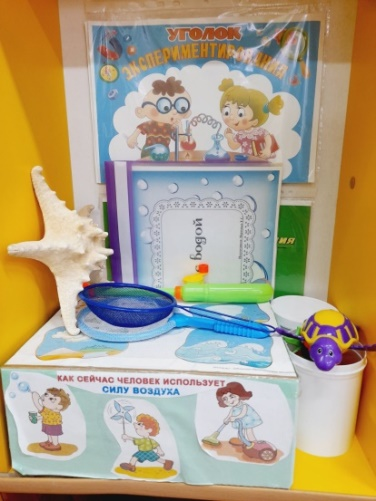 УГОЛОК
ЭКСПЕРИМЕНТИРОВАНИЯ
водой
КАК СЕЙЧАС ЧЕЛОВЕК ИСПОЛЬЗУЕТ
СИЛУ ВОЗДУХА